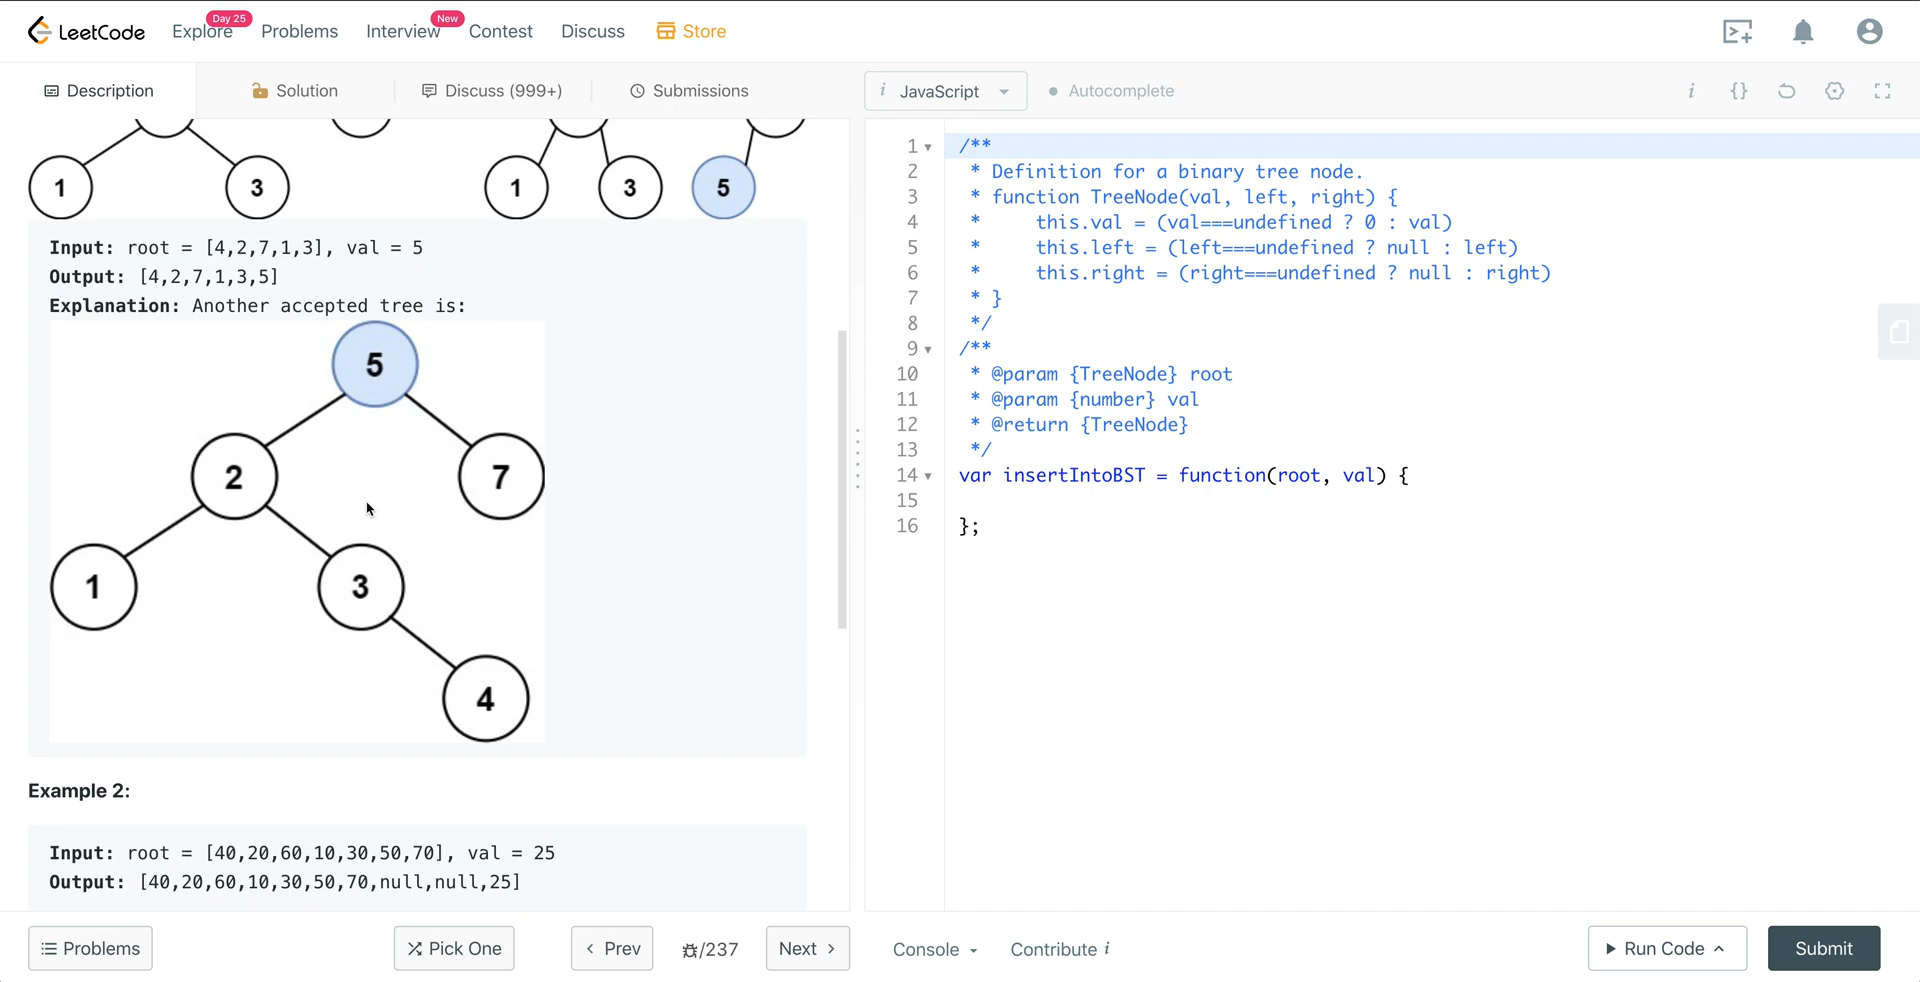 LeetCode
Explore
Day 25
Problems
Interview
New
Contest
Discuss
Store
Description
Solution
Discuss (999+)
Submissions
i JavaScript
Autocomplete
i {}
1 3 1 3 5
Input: root = [4,2,7,1,3], val = 5
Output: [4,2,7,1,3,5]
Explanation: Another accepted tree is:
5
2 7
1 3
4
Example 2:
Input: root = [40,20,60,10,30,50,70], val = 25
Output: [40,20,60,10,30,50,70,null,null,25]
1 /**
2 * Definition for a binary tree node.
3 * function TreeNode(val, left, right) {
4 *     this.val = (val===undefined ? 0 : val)
5 *     this.left = (left===undefined ? null : left)
6 *     this.right = (right===undefined ? null : right)
7 * }
8 */
9 /**
10 * @param {TreeNode} root
11 * @param {number} val
12 * @return {TreeNode}
13 */
14 var insertIntoBST = function(root, val) {
15
16 };
Problems
Pick One
< Prev
/237
Next >
Console
Contribute i
Run Code
Submit